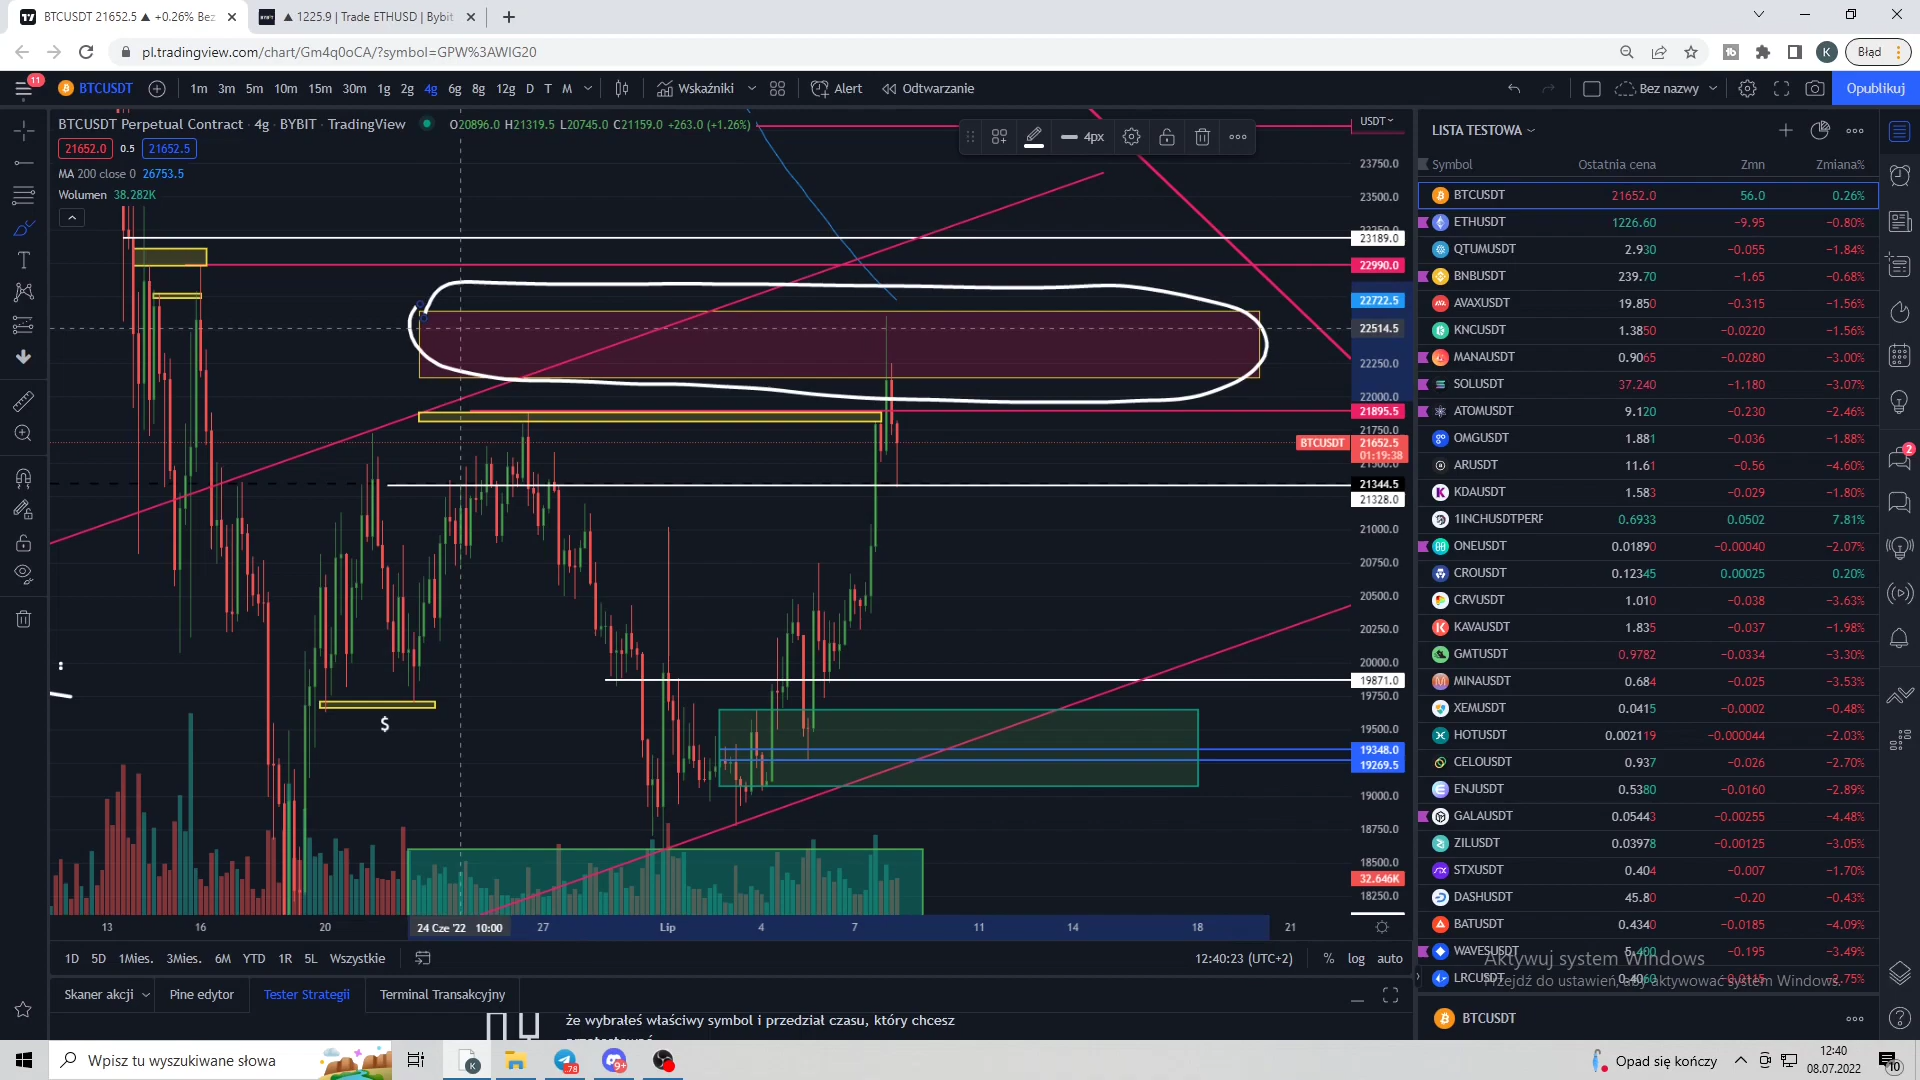 BTCUSDT 21652.5 ▲ +0.26% Bez
▲ 1225.9 | Trade ETHUSD | Bybit
pl.tradingview.com/chart/Gm4q0oCA/?symbol=GPW%3AWIG20
K
Błąd
11
BTCUSDT
1m 3m 5m 10m 15m 30m 1g 2g 4g 6g 8g 12g D T M
Wskaźniki
Alert
Odtwarzanie
Bez nazwy
Opublikuj
BTCUSDT Perpetual Contract · 4g · BYBIT · TradingView
O20896.0 H21319.5 L20745.0 C21159.0 +263.0 (+1.26%)
21652.0 0.5 21652.5
MA 200 close 0 26753.5
Wolumen 38.282K
4px
USDT
23750.0
23500.0
23189.0
22990.0
22722.5
22514.5
22250.0
22000.0
21895.5
21750.0
BTCUSDT 21652.5
01:19:38
21344.5
21328.0
21000.0
20750.0
20500.0
20250.0
20000.0
19871.0
19750.0
19500.0
19348.0
19269.5
19000.0
18750.0
18500.0
32.646K
18250.0
$
13 16 20 24 Cze '22 10:00 27 Lip 4 7 11 14 18 21
1D 5D 1Mies. 3Mies. 6M YTD 1R 5L Wszystkie
12:40:23 (UTC+2) % log auto
Skaner akcji Pine edytor Tester Strategii Terminal Transakcyjny
że wybrałeś właściwy symbol i przedział czasu, który chcesz
LISTA TESTOWA
Symbol Ostatnia cena Zmn Zmiana%
BTCUSDT 21652.0 56.0 0.26%
ETHUSDT 1226.60 −9.95 −0.80%
QTUMUSDT 2.930 −0.055 −1.84%
BNBUSDT 239.70 −1.65 −0.68%
AVAXUSDT 19.850 −0.315 −1.56%
KNCUSDT 1.3850 −0.0220 −1.56%
MANAUSDT 0.9065 −0.0280 −3.00%
SOLUSDT 37.240 −1.180 −3.07%
ATOMUSDT 9.120 −0.230 −2.46%
OMGUSDT 1.881 −0.036 −1.88%
ARUSDT 11.61 −0.56 −4.60%
KDAUSDT 1.583 −0.029 −1.80%
1INCHUSDTPERP 0.6933 0.0502 7.81%
ONEUSDT 0.01890 −0.00040 −2.07%
CROUSDT 0.12345 0.00025 0.20%
CRVUSDT 1.010 −0.038 −3.63%
KAVAUSDT 1.835 −0.037 −1.98%
GMTUSDT 0.9782 −0.0334 −3.30%
MINAUSDT 0.684 −0.025 −3.53%
XEMUSDT 0.0415 −0.0002 −0.48%
HOTUSDT 0.002119 −0.000044 −2.03%
CELOUSDT 0.937 −0.026 −2.70%
ENJUSDT 0.5380 −0.0160 −2.89%
GALAUSDT 0.05443 −0.00255 −4.48%
ZILUSDT 0.03978 −0.00125 −3.05%
STXUSDT 0.404 −0.007 −1.70%
DASHUSDT 45.80 −0.20 −0.43%
BATUSDT 0.4340 −0.0185 −4.09%
WAVESUSDT 5.400 −0.195 −3.49%
LRCUSDT 0.4060 −0.0115 −2.75%
Aktywuj system Windows
Przejdź do ustawień, aby aktywować system Windows.
BTCUSDT
2
Wpisz tu wyszukiwane słowa
K
.78
9+
Opad się kończy
12:40
08.07.2022
10